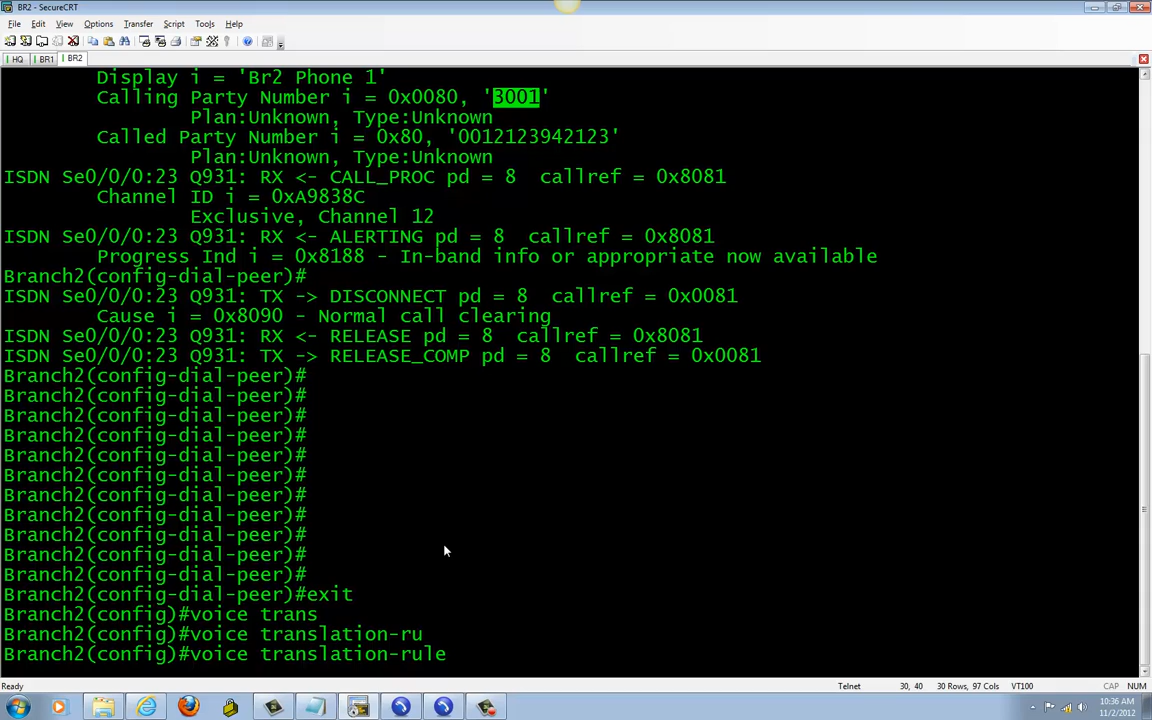 BR2 - SecureCRT
File Edit View Options Transfer Script Tools Help
HQ BR1 BR2
Display i = 'Br2 Phone 1'
Calling Party Number i = 0x0080, '3001'
Plan:Unknown, Type:Unknown
Called Party Number i = 0x80, '0012123942123'
Plan:Unknown, Type:Unknown
ISDN Se0/0/0:23 Q931: RX <- CALL_PROC pd = 8  callref = 0x8081
Channel ID i = 0xA9838C
Exclusive, Channel 12
ISDN Se0/0/0:23 Q931: RX <- ALERTING pd = 8  callref = 0x8081
Progress Ind i = 0x8188 - In-band info or appropriate now available
Branch2(config-dial-peer)#
ISDN Se0/0/0:23 Q931: TX -> DISCONNECT pd = 8  callref = 0x0081
Cause i = 0x8090 - Normal call clearing
ISDN Se0/0/0:23 Q931: RX <- RELEASE pd = 8  callref = 0x8081
ISDN Se0/0/0:23 Q931: TX -> RELEASE_COMP pd = 8  callref = 0x0081
Branch2(config-dial-peer)#
Branch2(config-dial-peer)#
Branch2(config-dial-peer)#
Branch2(config-dial-peer)#
Branch2(config-dial-peer)#
Branch2(config-dial-peer)#
Branch2(config-dial-peer)#
Branch2(config-dial-peer)#
Branch2(config-dial-peer)#
Branch2(config-dial-peer)#
Branch2(config-dial-peer)#
Branch2(config-dial-peer)#exit
Branch2(config)#voice trans
Branch2(config)#voice translation-ru
Branch2(config)#voice translation-rule
Ready Telnet 30, 40 30 Rows, 97 Cols VT100 CAP NUM
10:36 AM
11/2/2012